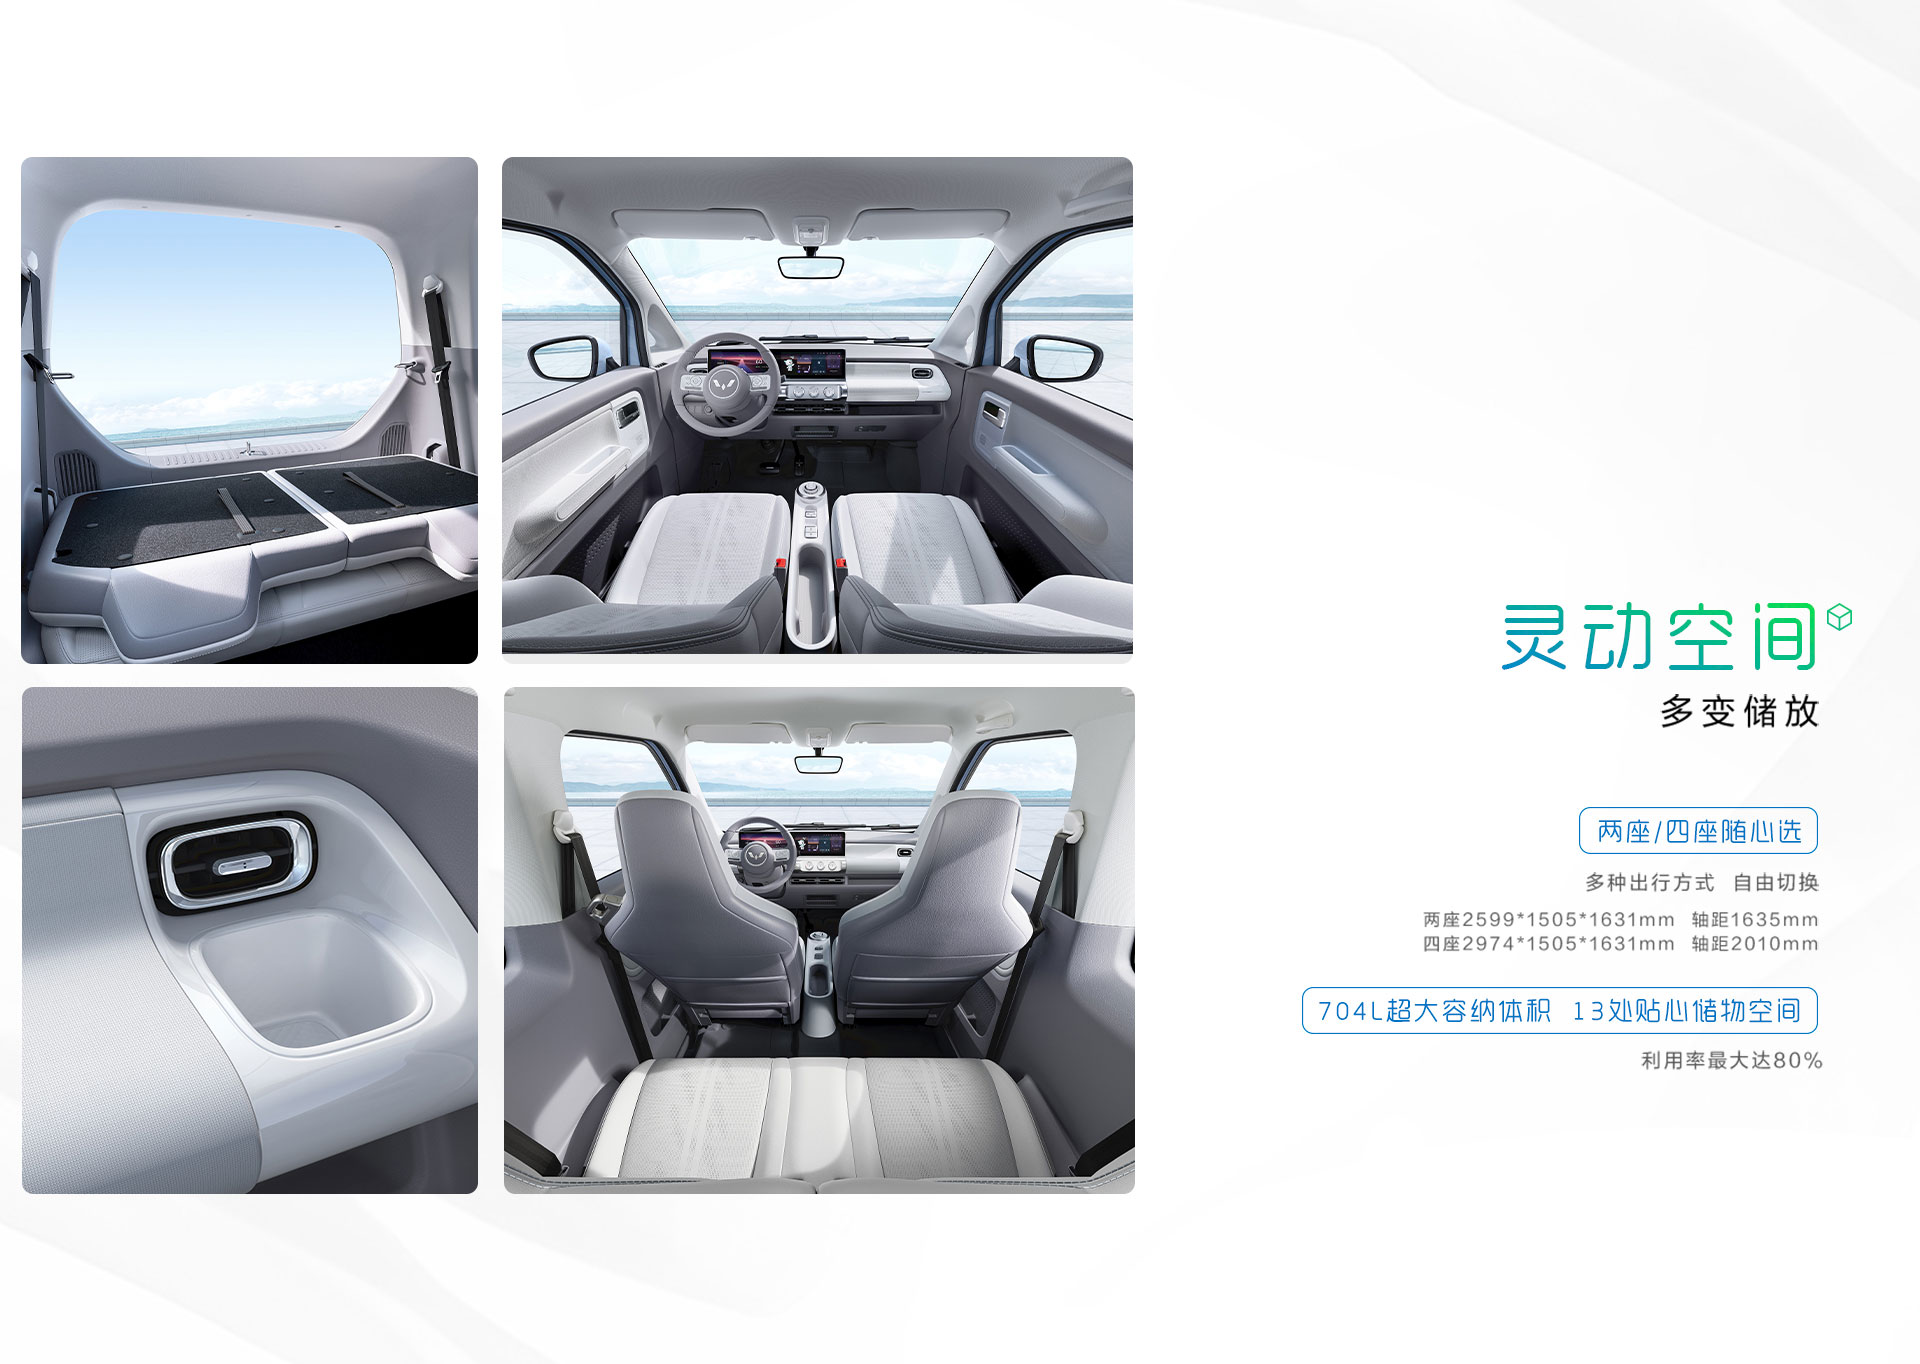 灵动空间
多变储放
两座/四座随心选
多种出行方式 自由切换
两座2599*1505*1631mm 轴距1635mm
四座2974*1505*1631mm 轴距2010mm
704L超大容纳体积 13处贴心储物空间
利用率最大达80%